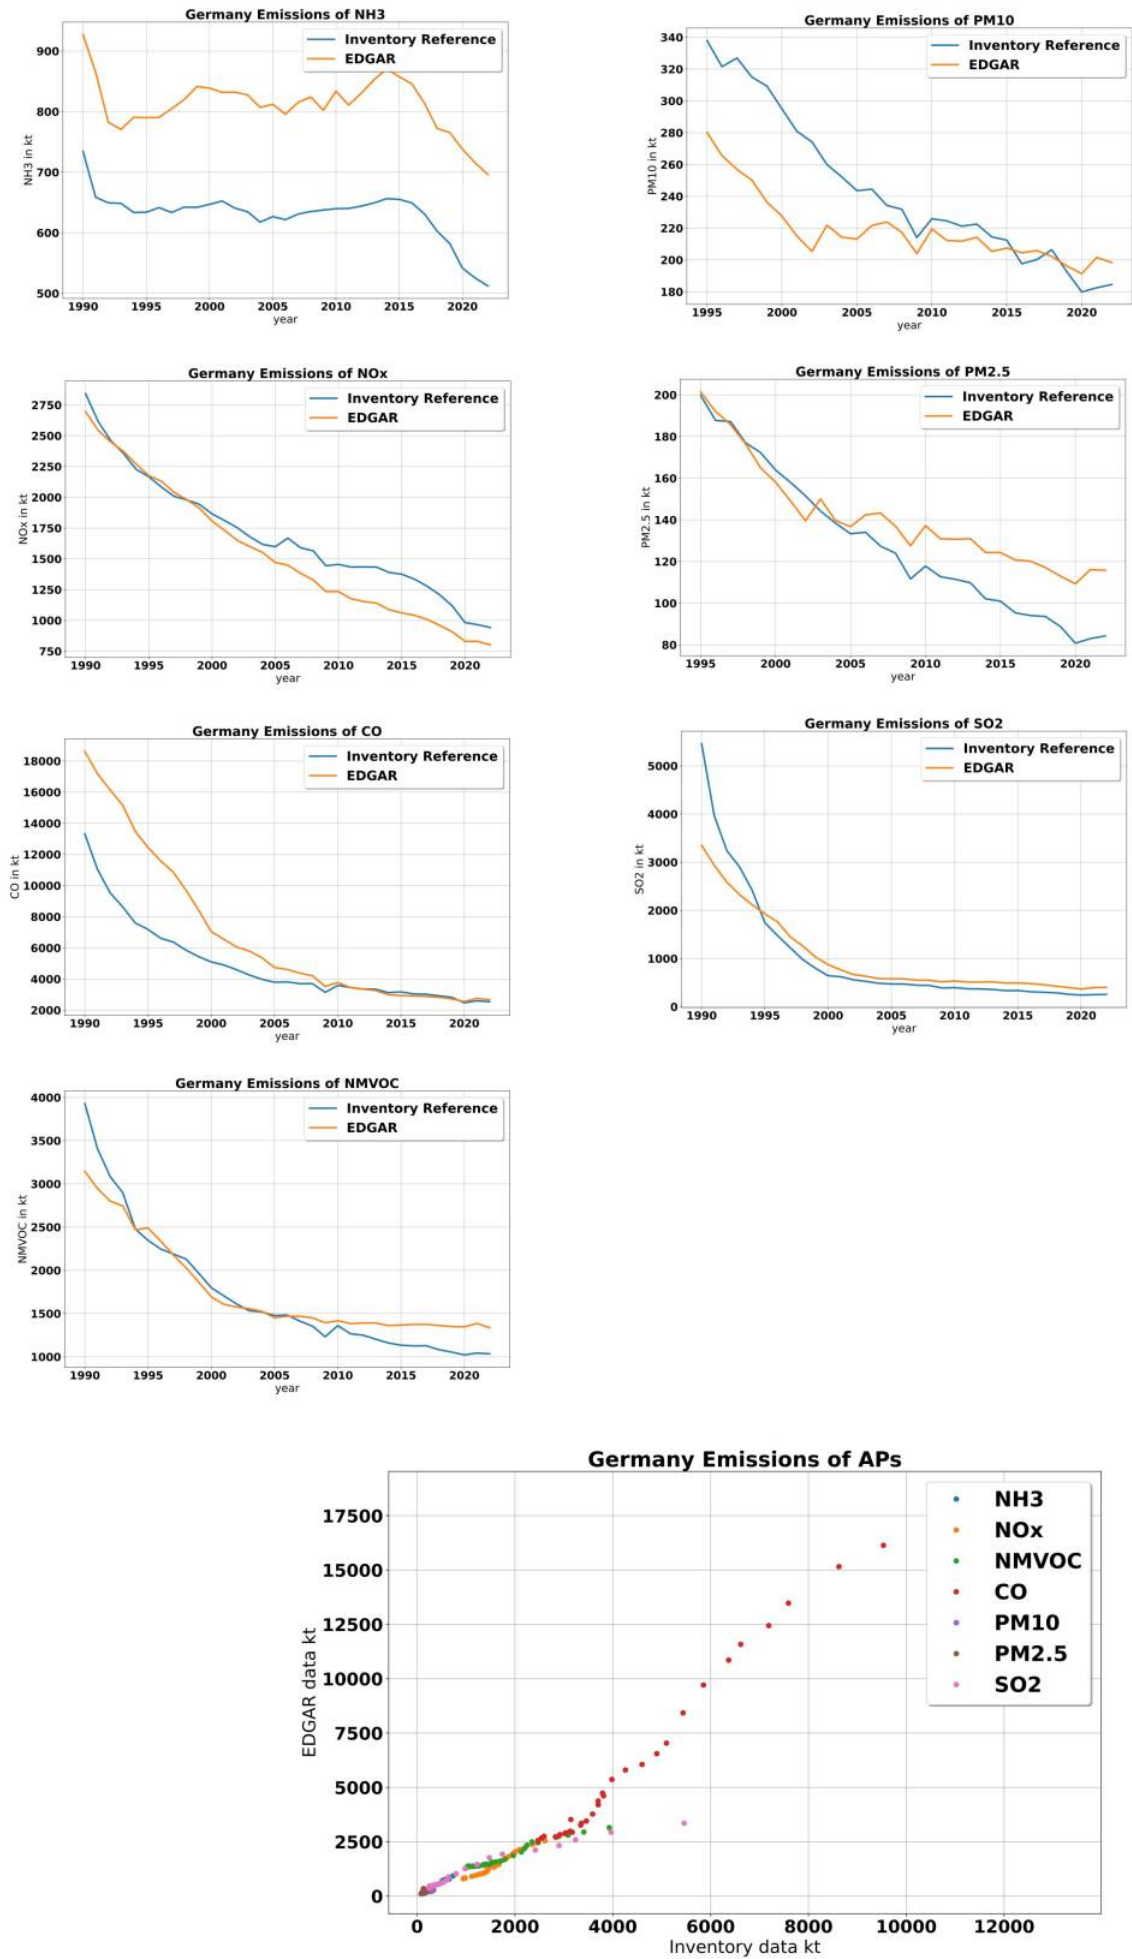 Germany Emissions of NH3
Inventory Reference
EDGAR
NH3 in kt
900
800
700
600
500
1990 1995 2000 2005 2010 2015 2020
year
Germany Emissions of PM10
Inventory Reference
EDGAR
PM10 in kt
340
320
300
280
260
240
220
200
180
1995 2000 2005 2010 2015 2020
year
Germany Emissions of NOx
Inventory Reference
EDGAR
NOx in kt
2750
2500
2250
2000
1750
1500
1250
1000
750
1990 1995 2000 2005 2010 2015 2020
year
Germany Emissions of PM2.5
Inventory Reference
EDGAR
PM2.5 in kt
200
180
160
140
120
100
80
1995 2000 2005 2010 2015 2020
year
Germany Emissions of CO
Inventory Reference
EDGAR
CO in kt
18000
16000
14000
12000
10000
8000
6000
4000
2000
1990 1995 2000 2005 2010 2015 2020
year
Germany Emissions of SO2
Inventory Reference
EDGAR
SO2 in kt
5000
4000
3000
2000
1000
0
1990 1995 2000 2005 2010 2015 2020
year
Germany Emissions of NMVOC
Inventory Reference
EDGAR
NMVOC in kt
4000
3500
3000
2500
2000
1500
1000
1990 1995 2000 2005 2010 2015 2020
year
Germany Emissions of APs
NH3
NOx
NMVOC
CO
PM10
PM2.5
SO2
EDGAR data kt
17500
15000
12500
10000
7500
5000
2500
0
0 2000 4000 6000 8000 10000 12000
Inventory data kt